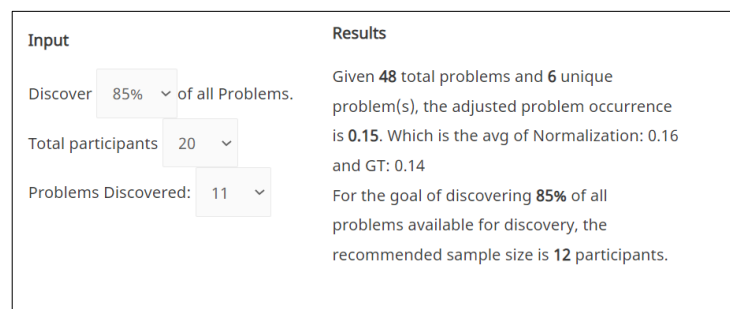 Input
Discover 85% of all Problems.
Total participants 20
Problems Discovered: 11
Results
Given 48 total problems and 6 unique
problem(s), the adjusted problem occurrence
is 0.15. Which is the avg of Normalization: 0.16
and GT: 0.14
For the goal of discovering 85% of all
problems available for discovery, the
recommended sample size is 12 participants.